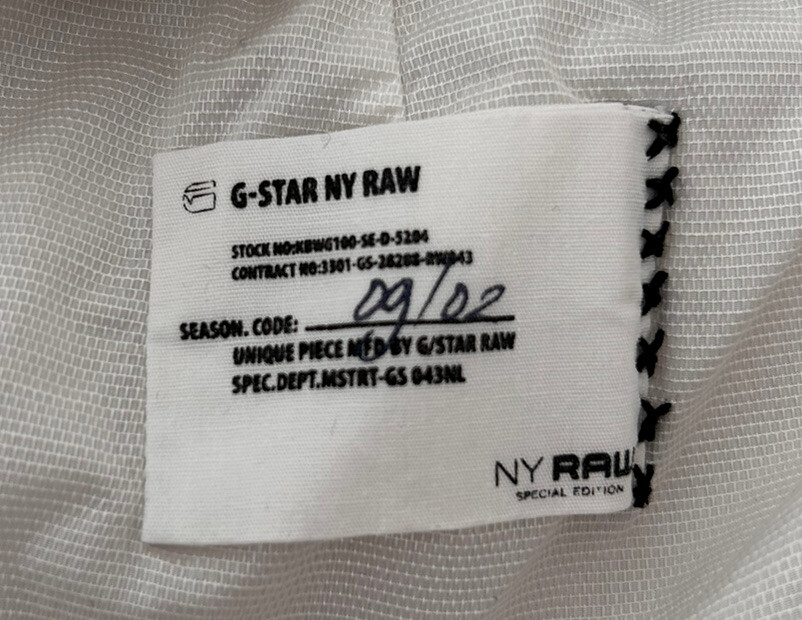 G-STAR NY RAW
STOCK NO:KBWG100-SE-D-5204
CONTRACT NO:3301-GS-28208-RW043
SEASON. CODE: 09/02
UNIQUE PIECE MFD BY G/STAR RAW
SPEC.DEPT.MSTRT-GS 043NL
NY RAW
SPECIAL EDITION